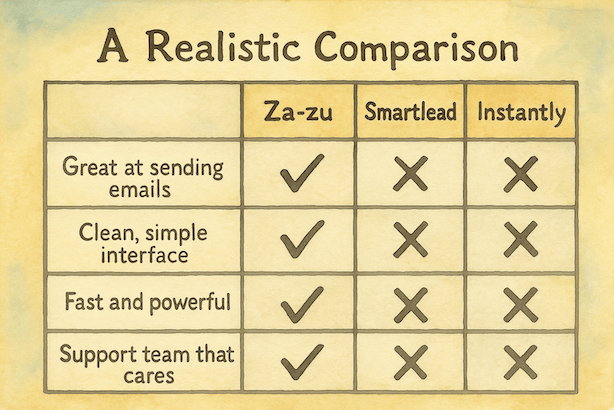 A Realistic Comparison
Za-zu Smartlead Instantly
Great at sending
emails
Clean, simple
interface
Fast and powerful
Support team that
cares